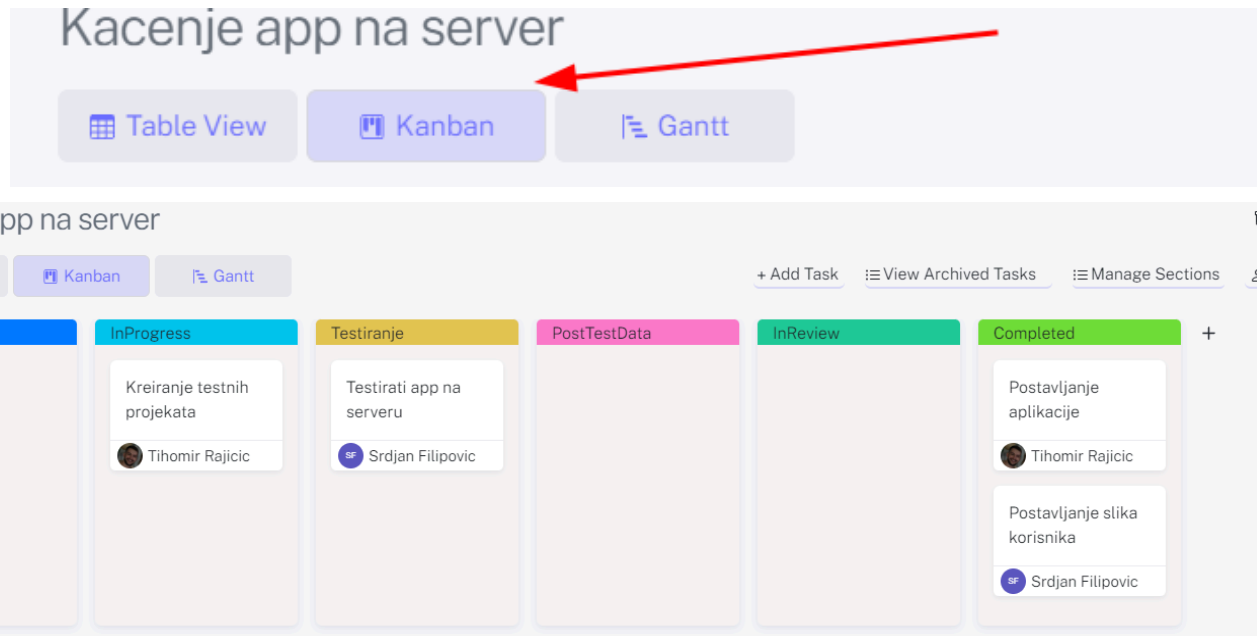 Kacenje app na server
Table View
Kanban
Gantt
pp na server
Kanban
Gantt
+ Add Task
View Archived Tasks
Manage Sections
InProgress
Testiranje
PostTestData
InReview
Completed
+
Kreiranje testnih
projekata
Tihomir Rajicic
Testirati app na
serveru
SF
Srdjan Filipovic
Postavljanje
aplikacije
Tihomir Rajicic
Postavljanje slika
korisnika
SF
Srdjan Filipovic